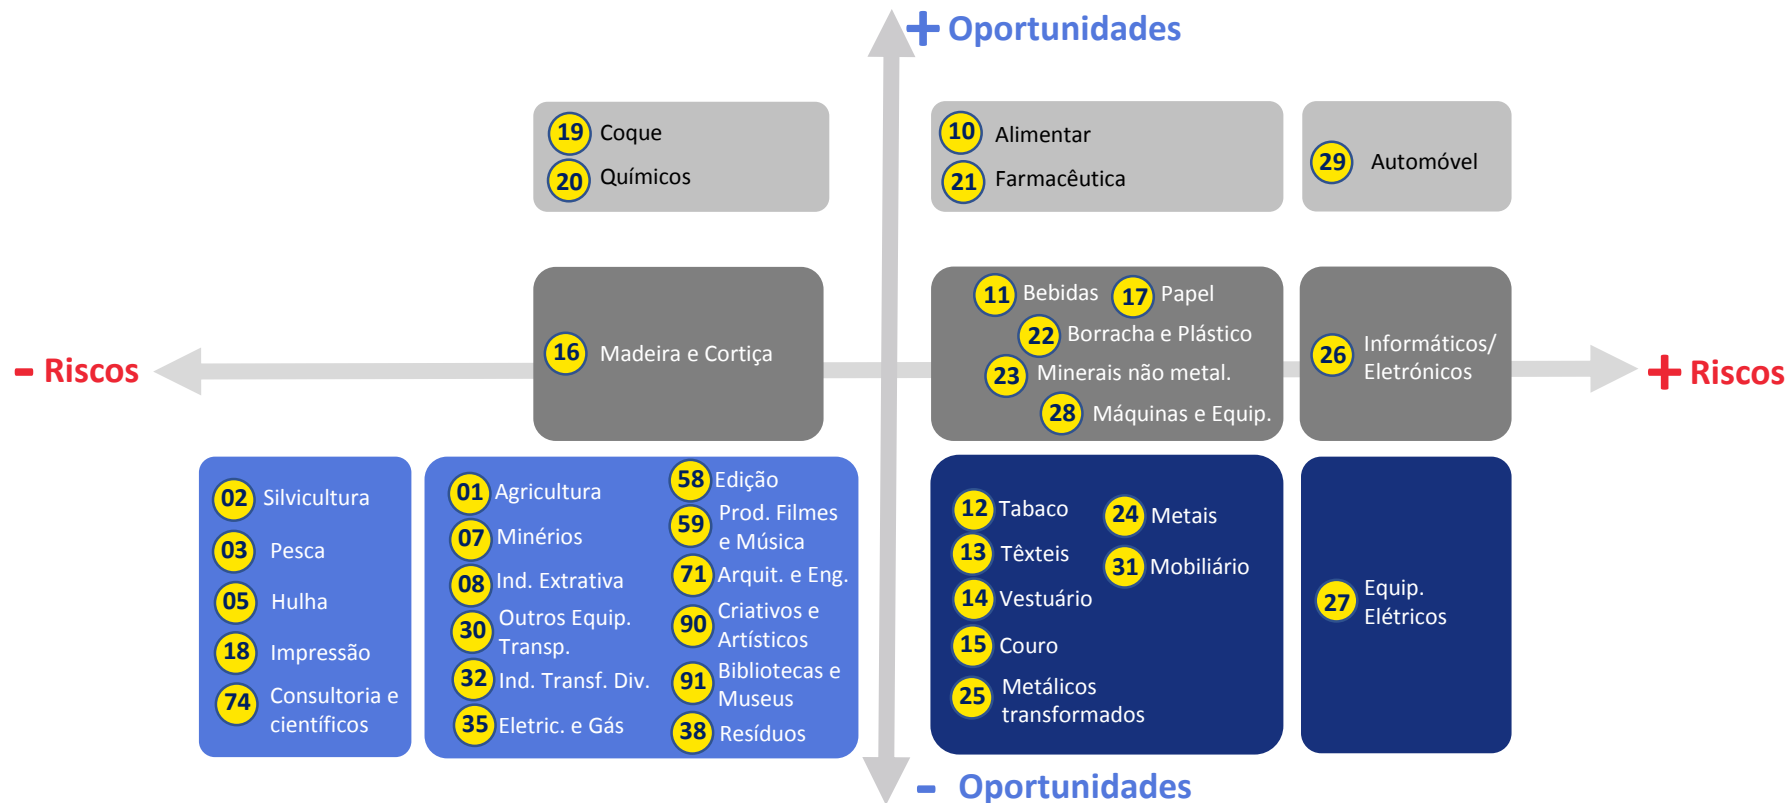 + Oportunidades
19 Coque
20 Químicos
10 Alimentar
21 Farmacêutica
29 Automóvel
- Riscos
16 Madeira e Cortiça
11 Bebidas 17 Papel
22 Borracha e Plástico
23 Minerais não metal.
28 Máquinas e Equip.
26 Informáticos/
Eletrónicos
+ Riscos
02 Silvicultura
03 Pesca
05 Hulha
18 Impressão
74 Consultoria e
científicos
01 Agricultura
07 Minérios
08 Ind. Extrativa
30 Outros Equip.
Transp.
32 Ind. Transf. Div.
35 Eletric. e Gás
58 Edição
59 Prod. Filmes
e Música
71 Arquit. e Eng.
90 Criativos e
Artísticos
91 Bibliotecas e
Museus
38 Resíduos
12 Tabaco
13 Têxteis
14 Vestuário
15 Couro
25 Metálicos
transformados
24 Metais
31 Mobiliário
27 Equip.
Elétricos
- Oportunidades